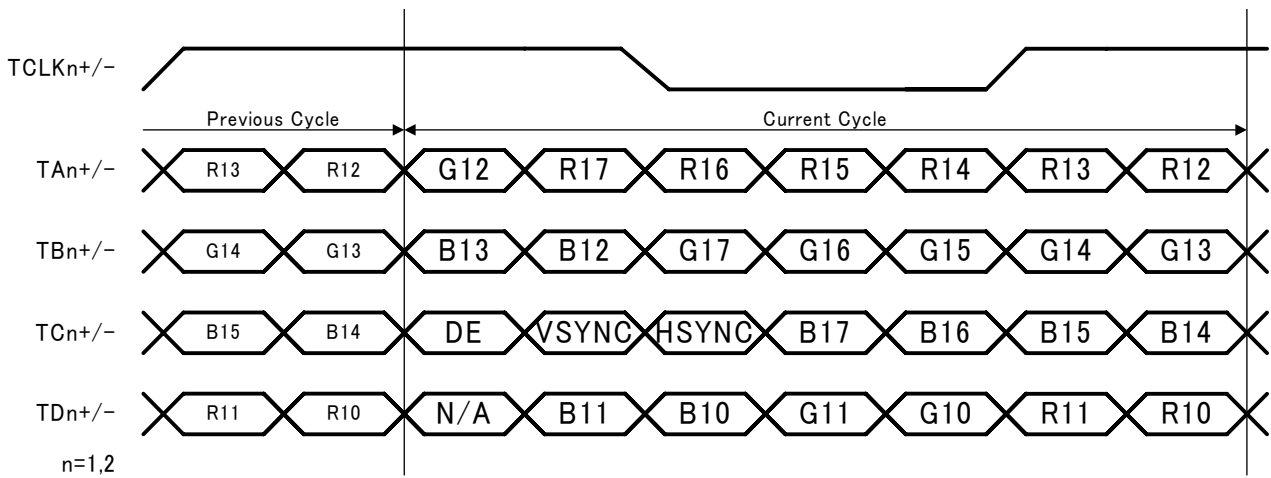 TCLKn+/-
Previous Cycle Current Cycle
TAn+/- R13 R12 G12 R17 R16 R15 R14 R13 R12
TBn+/- G14 G13 B13 B12 G17 G16 G15 G14 G13
TCn+/- B15 B14 DE VSYNC HSYNC B17 B16 B15 B14
TDn+/- R11 R10 N/A B11 B10 G11 G10 R11 R10
n=1,2